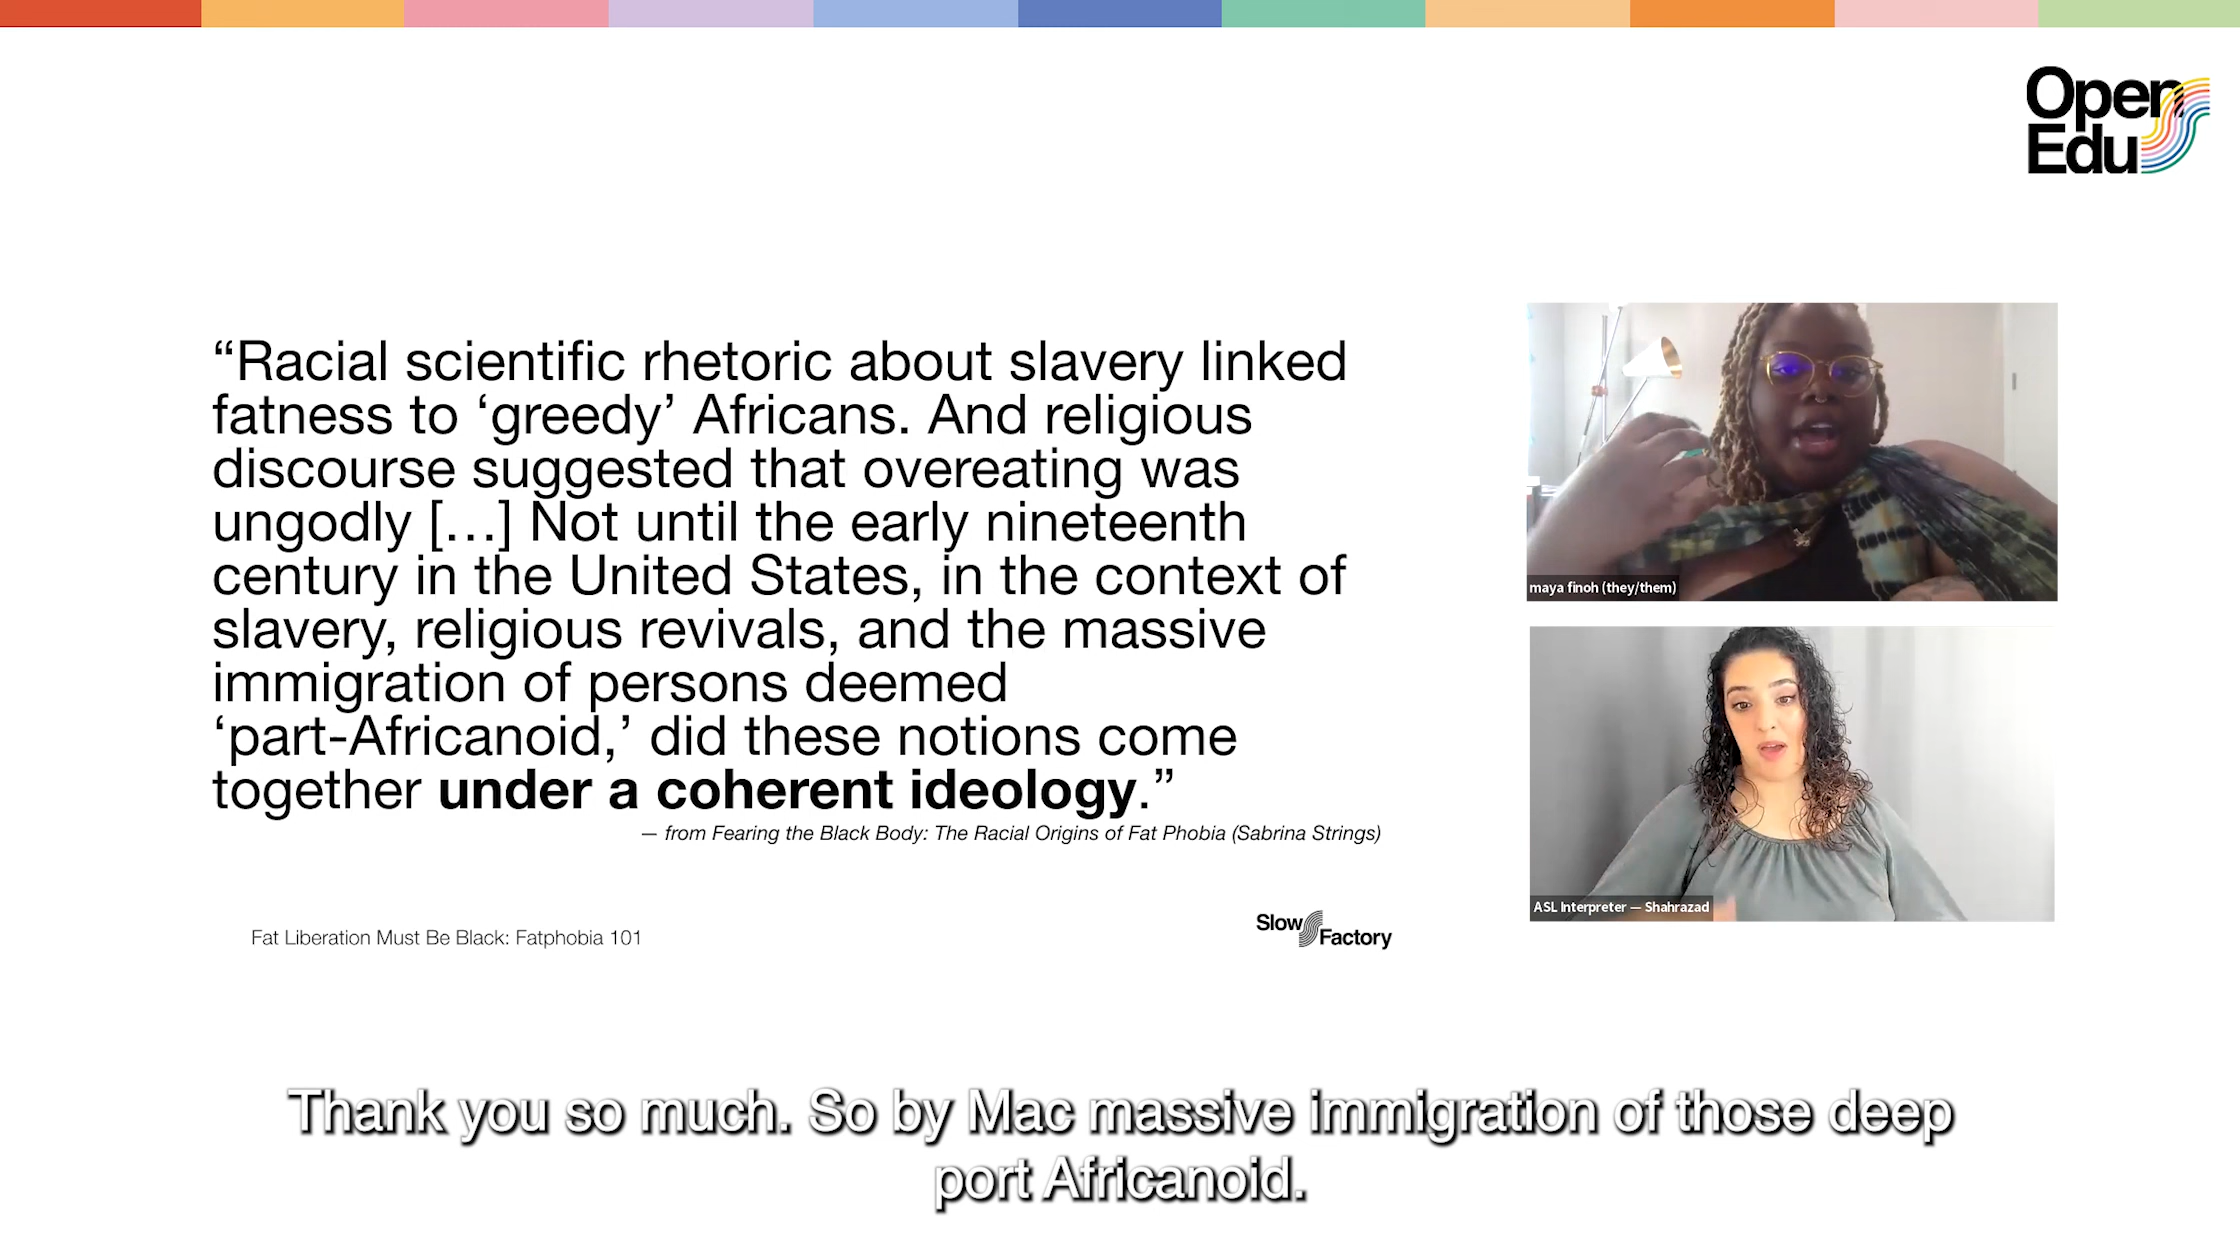 Open
Edu
“Racial scientific rhetoric about slavery linked
fatness to ‘greedy’ Africans. And religious
discourse suggested that overeating was
ungodly […] Not until the early nineteenth
century in the United States, in the context of
slavery, religious revivals, and the massive
immigration of persons deemed
‘part-Africanoid,’ did these notions come
together under a coherent ideology.”
— from Fearing the Black Body: The Racial Origins of Fat Phobia (Sabrina Strings)
Fat Liberation Must Be Black: Fatphobia 101
Slow
Factory
maya finoh (they/them)
ASL Interpreter — Shahrazad
Thank you so much. So by Mac massive immigration of those deep
port Africanoid.